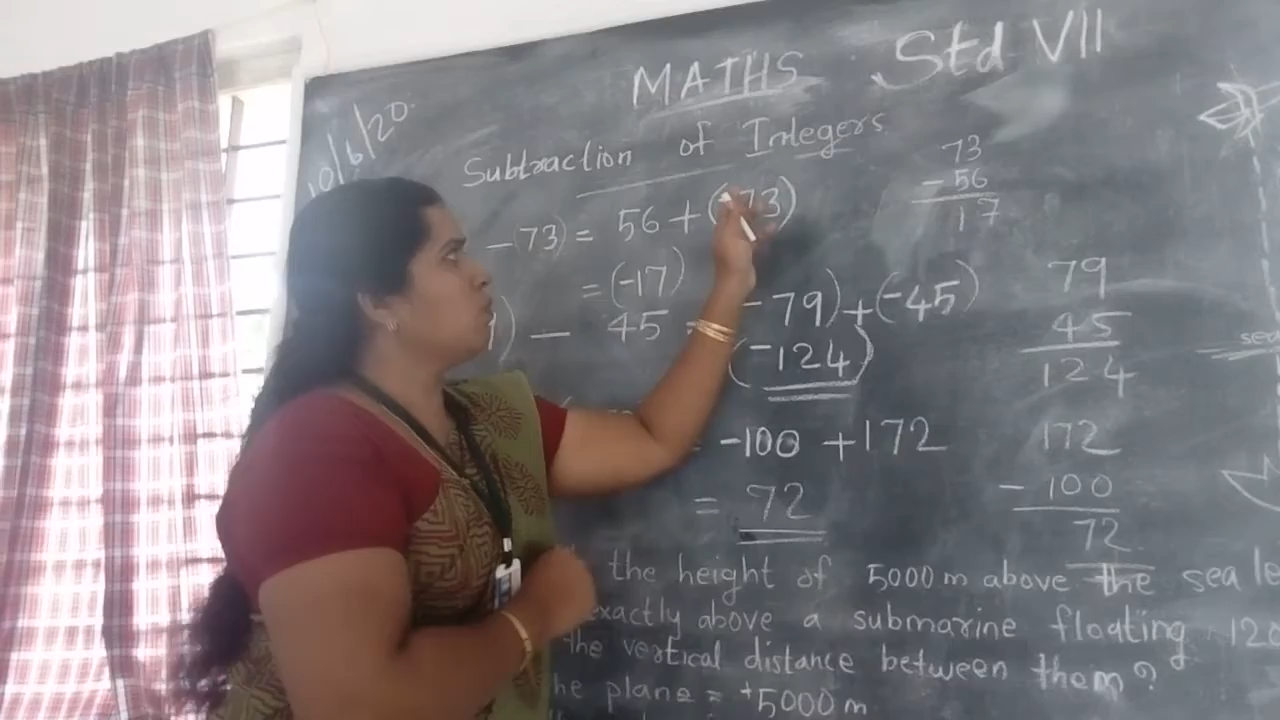 MATHS Std VII
0/6/20
Subtraction of Integers
-(73) = 56+( 73)
= (-17)
73
-56
17
) - 45 = -79)+(-45)
(-124)
79
45
124
-100 +172
= 72
172
- 100
72
the height of 5000 m above the sea le
exactly above a submarine floating 120
the vertical distance between them?
he plane = +5000 m